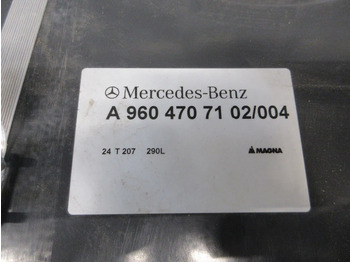 Mercedes-Benz
A 960 470 71 02/004
24 T 207 290L MAGNA